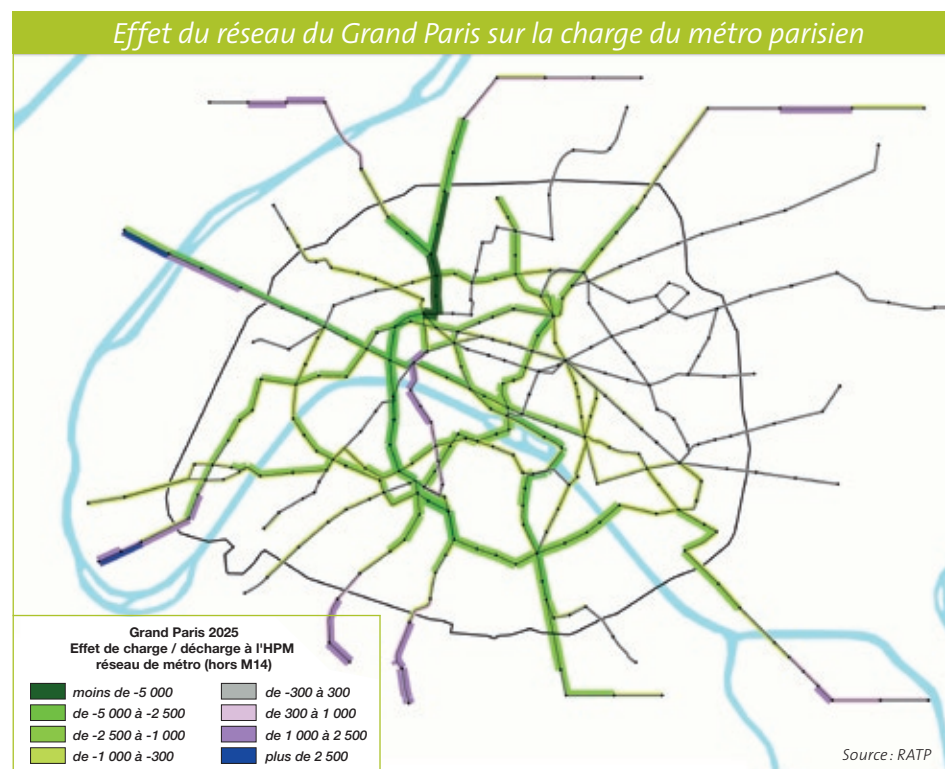 Effet du réseau du Grand Paris sur la charge du métro parisien
Grand Paris 2025
Effet de charge / décharge à l'HPM
réseau de métro (hors M14)
moins de -5 000
de -5 000 à -2 500
de -2 500 à -1 000
de -1 000 à -300
de -300 à 300
de 300 à 1 000
de 1 000 à 2 500
plus de 2 500
Source : RATP